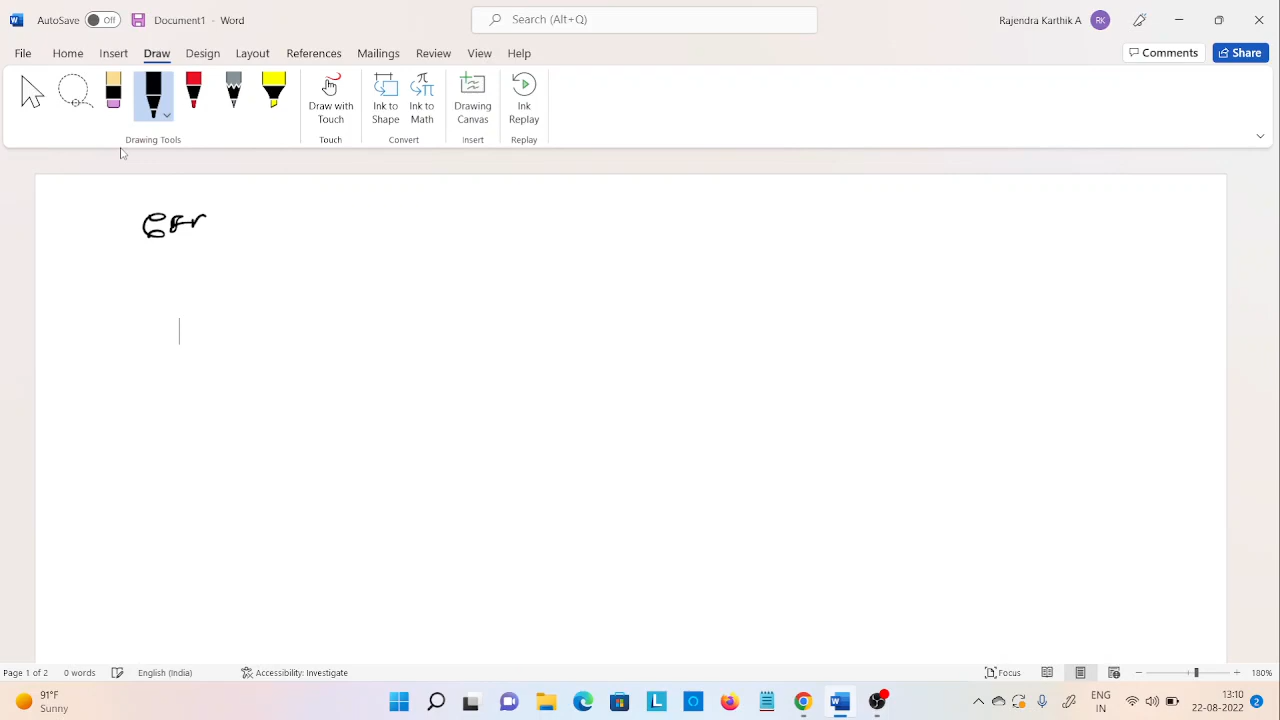 AutoSave Off Document1 - Word Search (Alt+Q) Rajendra Karthik A RK
File Home Insert Draw Design Layout References Mailings Review View Help Comments Share
Draw with Touch Ink to Shape Ink to Math Drawing Canvas Ink Replay
Drawing Tools Touch Convert Insert Replay
Page 1 of 2 0 words English (India) Accessibility: Investigate Focus 180%
91°F
Sunny
ENG
IN
13:10
22-08-2022
2